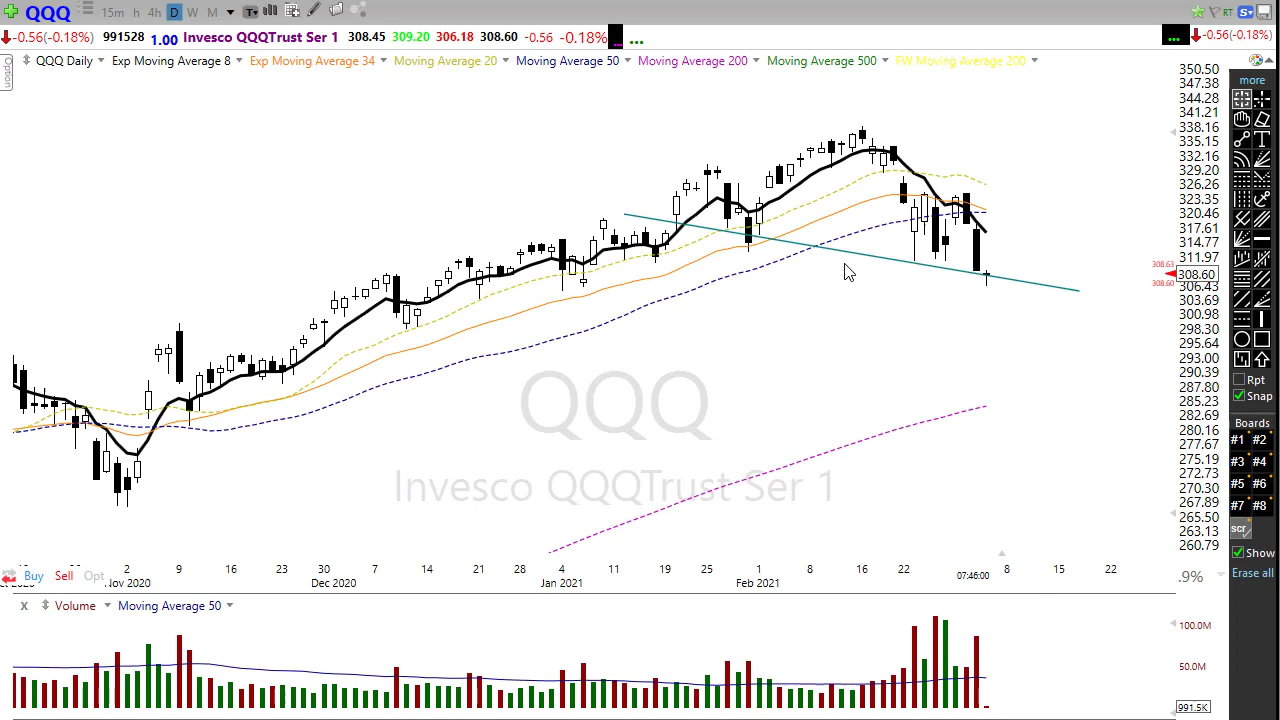 QQQ 15m h 4h D W M T RT S
-0.56(-0.18%) 991528 1.00 Invesco QQQTrust Ser 1 308.45 309.20 306.18 308.60 -0.56 -0.18% ... ... -0.56(-0.18%)
Option
QQQ Daily Exp Moving Average 8 Exp Moving Average 34 Moving Average 20 Moving Average 50 Moving Average 200 Moving Average 500 FW Moving Average 200
350.50
347.38
344.28
341.21
338.16
335.15
332.16
329.20
326.26
323.35
320.46
317.61
314.77
311.97
308.63
308.60
308.60
306.43
303.69
300.98
298.30
295.64
293.00
290.39
287.80
285.23
282.69
280.16
277.67
275.19
272.73
270.30
267.89
265.50
263.13
260.79
more
T
Rpt
Snap
Boards
#1 #2
#3 #4
#5 #6
#7 #8
scr
Show
Erase all
QQQ
Invesco QQQTrust Ser 1
2 9 16 23 30 7 14 21 28 4 11 19 25 1 8 16 22 8 15 22
Nov 2020 Dec 2020 Jan 2021 Feb 2021 07:46:00
Buy Sell Opt
.9%
X Volume Moving Average 50
100.0M
50.0M
991.5K